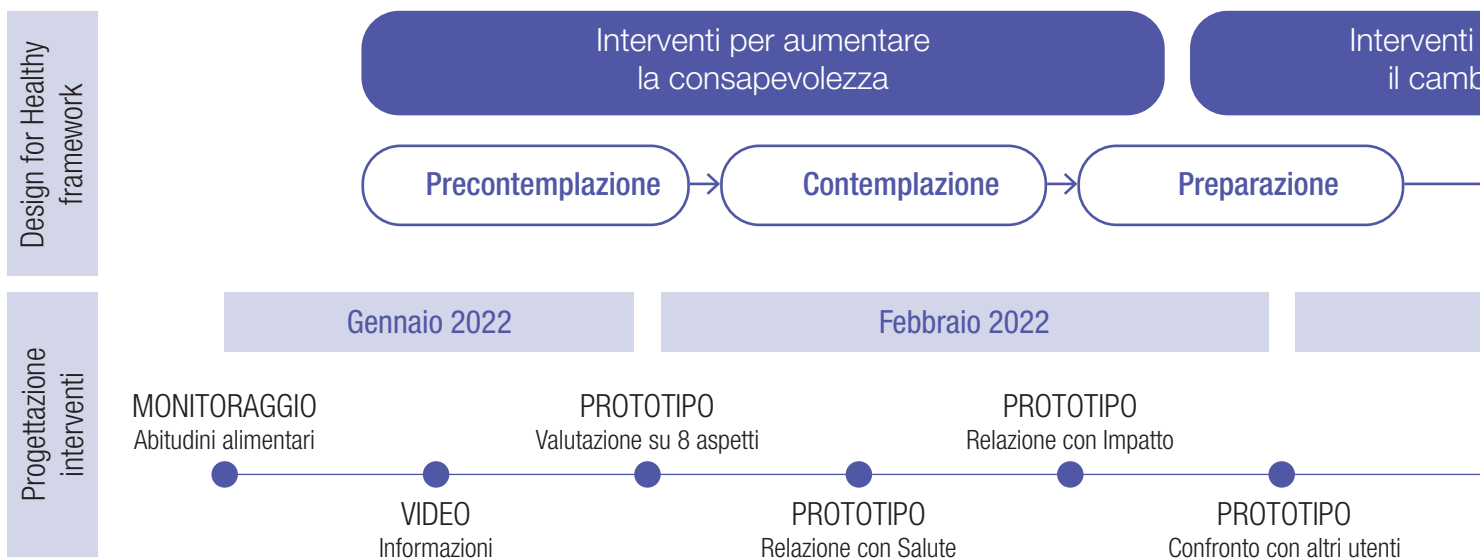 Design for Healthy
framework
Interventi per aumentare
la consapevolezza
Interventi
il camb
Precontemplazione
Contemplazione
Preparazione
Progettazione
interventi
Gennaio 2022
Febbraio 2022
MONITORAGGIO
Abitudini alimentari
PROTOTIPO
Valutazione su 8 aspetti
PROTOTIPO
Relazione con Impatto
VIDEO
Informazioni
PROTOTIPO
Relazione con Salute
PROTOTIPO
Confronto con altri utenti